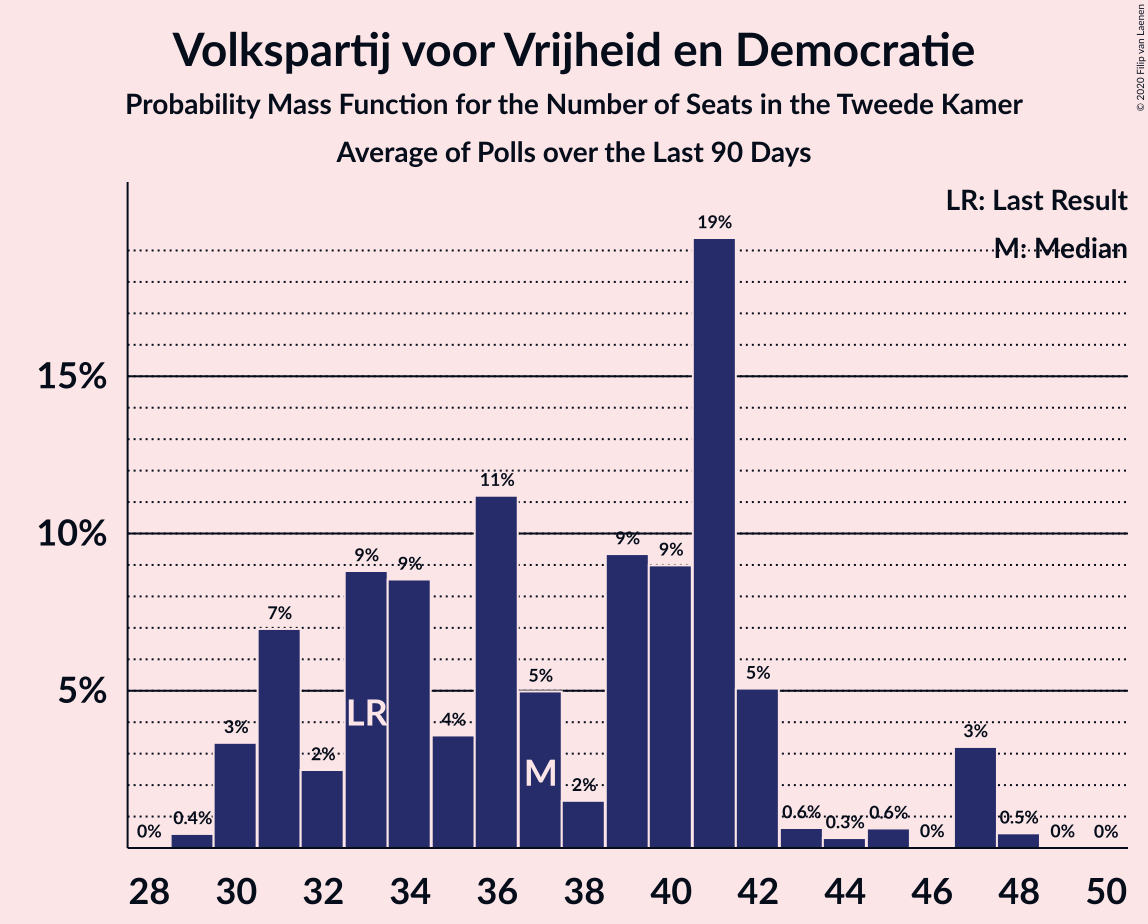 Volkspartij voor Vrijheid en Democratie
Probability Mass Function for the Number of Seats in the Tweede Kamer
Average of Polls over the Last 90 Days
© 2020 Filip van Laenen
LR: Last Result
M: Median
15%
10%
5%
0%
0.4%
3%
7%
2%
9%
9%
4%
11%
5%
2%
9%
9%
19%
5%
0.6%
0.3%
0.6%
0%
3%
0.5%
0%
0%
LR
M
28 30 32 34 36 38 40 42 44 46 48 50